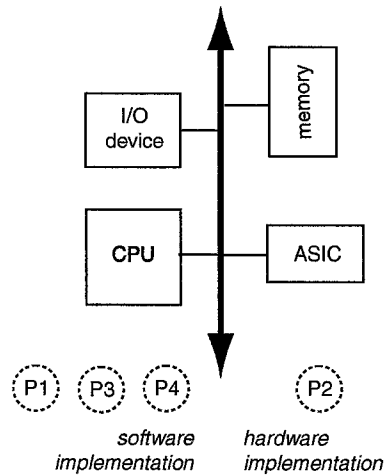 I/O
device
memory
CPU
ASIC
P1 P3 P4 P2
software hardware
implementation implementation